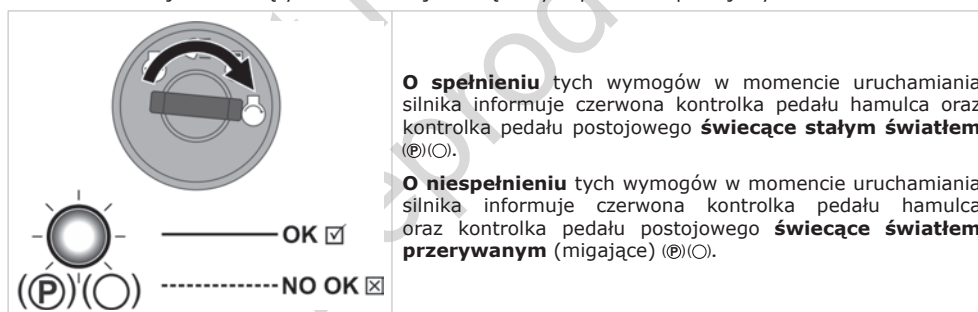 OK ☑
(P)(○) NO OK ☒
O spełnieniu tych wymogów w momencie uruchamiania
silnika informuje czerwona kontrolka pedału hamulca oraz
kontrolka pedału postojowego świecące stałym światłem
(P)(○).
O niespełnieniu tych wymogów w momencie uruchamiania
silnika informuje czerwona kontrolka pedału hamulca
oraz kontrolka pedału postojowego świecące światłem
przerywanym (migające) (P)(○).